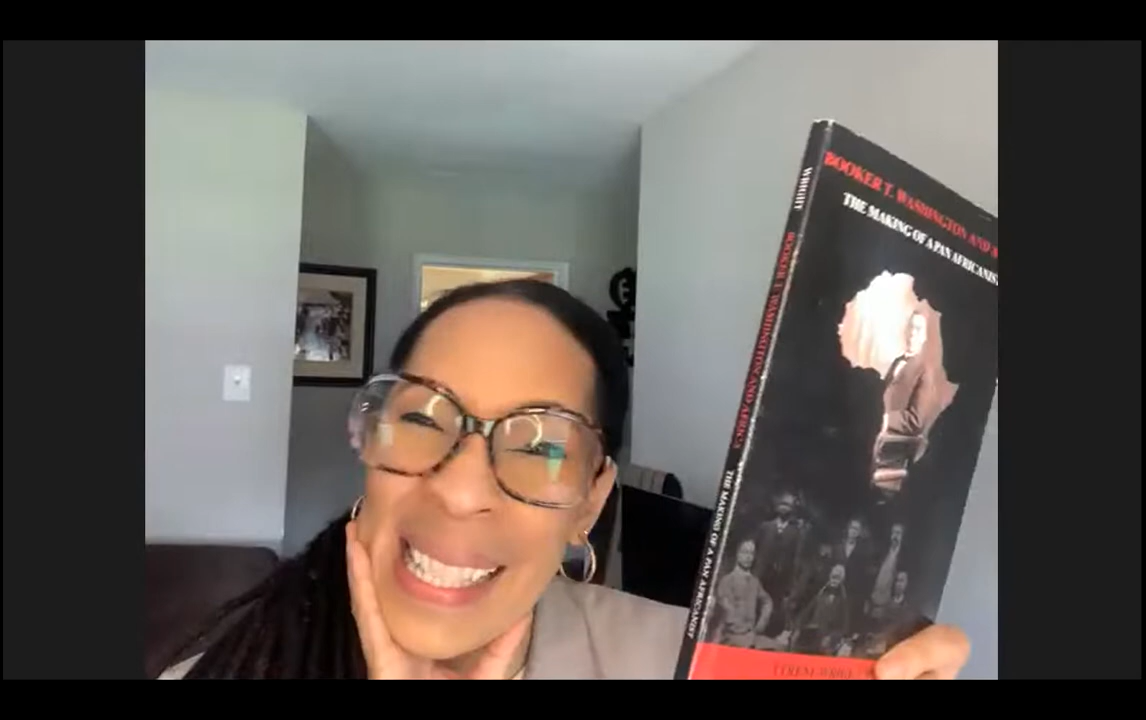 BOOKER T. WASHINGTON AND A
THE MAKING OF A PAN AFRICANIST
WRIGHT
BOOKER T. WASHINGTON AND AFRICA
THE MAKING OF A PAN AFRICANIST